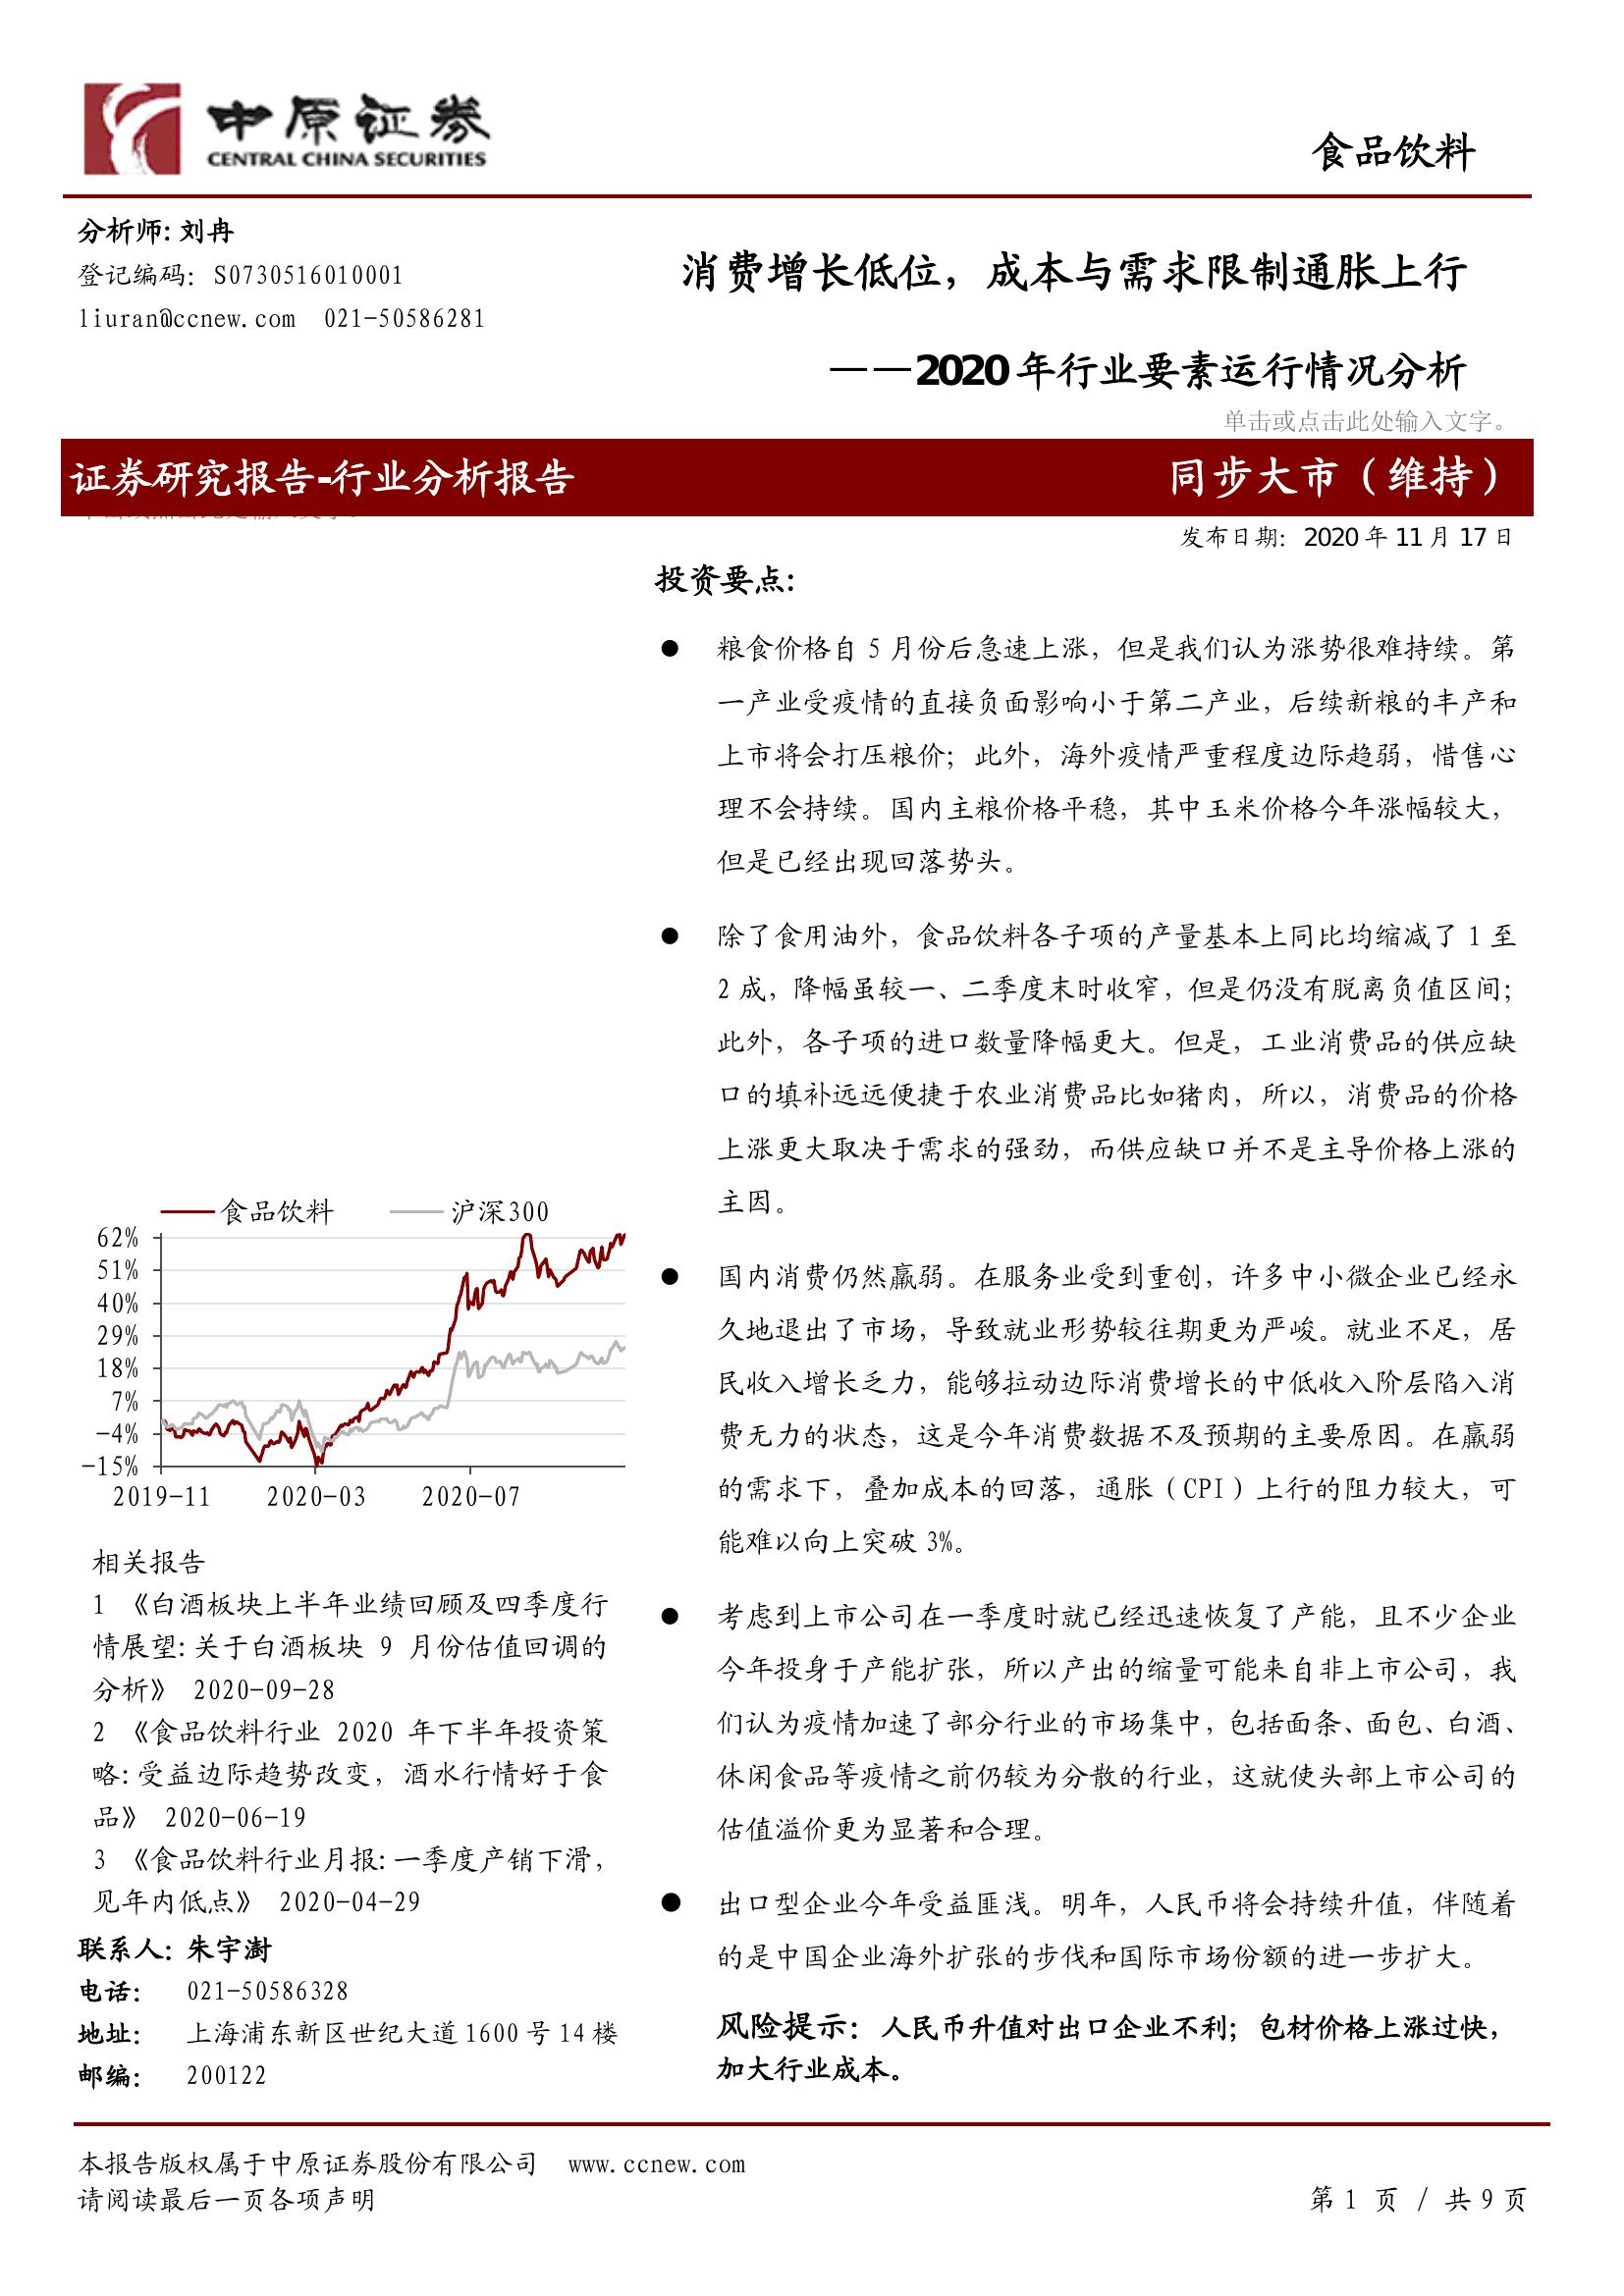 中原证券
CENTRAL CHINA SECURITIES
食品饮料
分析师：刘冉
登记编码：S0730516010001
liuran@ccnew.com 021-50586281
消费增长低位，成本与需求限制通胀上行
——2020年行业要素运行情况分析
单击或点击此处输入文字。
证券研究报告-行业分析报告
同步大市（维持）
发布日期：2020年11月17日
投资要点：
● 粮食价格自5月份后急速上涨，但是我们认为涨势很难持续。第
一产业受疫情的直接负面影响小于第二产业，后续新粮的丰产和
上市将会打压粮价；此外，海外疫情严重程度边际趋弱，惜售心
理不会持续。国内主粮价格平稳，其中玉米价格今年涨幅较大，
但是已经出现回落势头。
● 除了食用油外，食品饮料各子项的产量基本上同比均缩减了1至
2成，降幅虽较一、二季度末时收窄，但是仍没有脱离负值区间；
此外，各子项的进口数量降幅更大。但是，工业消费品的供应缺
口的填补远远便捷于农业消费品比如猪肉，所以，消费品的价格
上涨更大取决于需求的强劲，而供应缺口并不是主导价格上涨的
主因。
● 国内消费仍然羸弱。在服务业受到重创，许多中小微企业已经永
久地退出了市场，导致就业形势较往期更为严峻。就业不足，居
民收入增长乏力，能够拉动边际消费增长的中低收入阶层陷入消
费无力的状态，这是今年消费数据不及预期的主要原因。在羸弱
的需求下，叠加成本的回落，通胀（CPI）上行的阻力较大，可
能难以向上突破3%。
● 考虑到上市公司在一季度时就已经迅速恢复了产能，且不少企业
今年投身于产能扩张，所以产出的缩量可能来自非上市公司，我
们认为疫情加速了部分行业的市场集中，包括面条、面包、白酒、
休闲食品等疫情之前仍较为分散的行业，这就使头部上市公司的
估值溢价更为显著和合理。
● 出口型企业今年受益匪浅。明年，人民币将会持续升值，伴随着
的是中国企业海外扩张的步伐和国际市场份额的进一步扩大。
风险提示：人民币升值对出口企业不利；包材价格上涨过快，
加大行业成本。
食品饮料 沪深300
62%
51%
40%
29%
18%
7%
-4%
-15%
2019-11 2020-03 2020-07
相关报告
1 《白酒板块上半年业绩回顾及四季度行
情展望:关于白酒板块 9 月份估值回调的
分析》 2020-09-28
2 《食品饮料行业 2020 年下半年投资策
略:受益边际趋势改变，酒水行情好于食
品》 2020-06-19
3 《食品饮料行业月报:一季度产销下滑，
见年内低点》 2020-04-29
联系人：朱宇澍
电话： 021-50586328
地址： 上海浦东新区世纪大道1600号14楼
邮编： 200122
本报告版权属于中原证券股份有限公司 www.ccnew.com
请阅读最后一页各项声明
第1 页 / 共9页